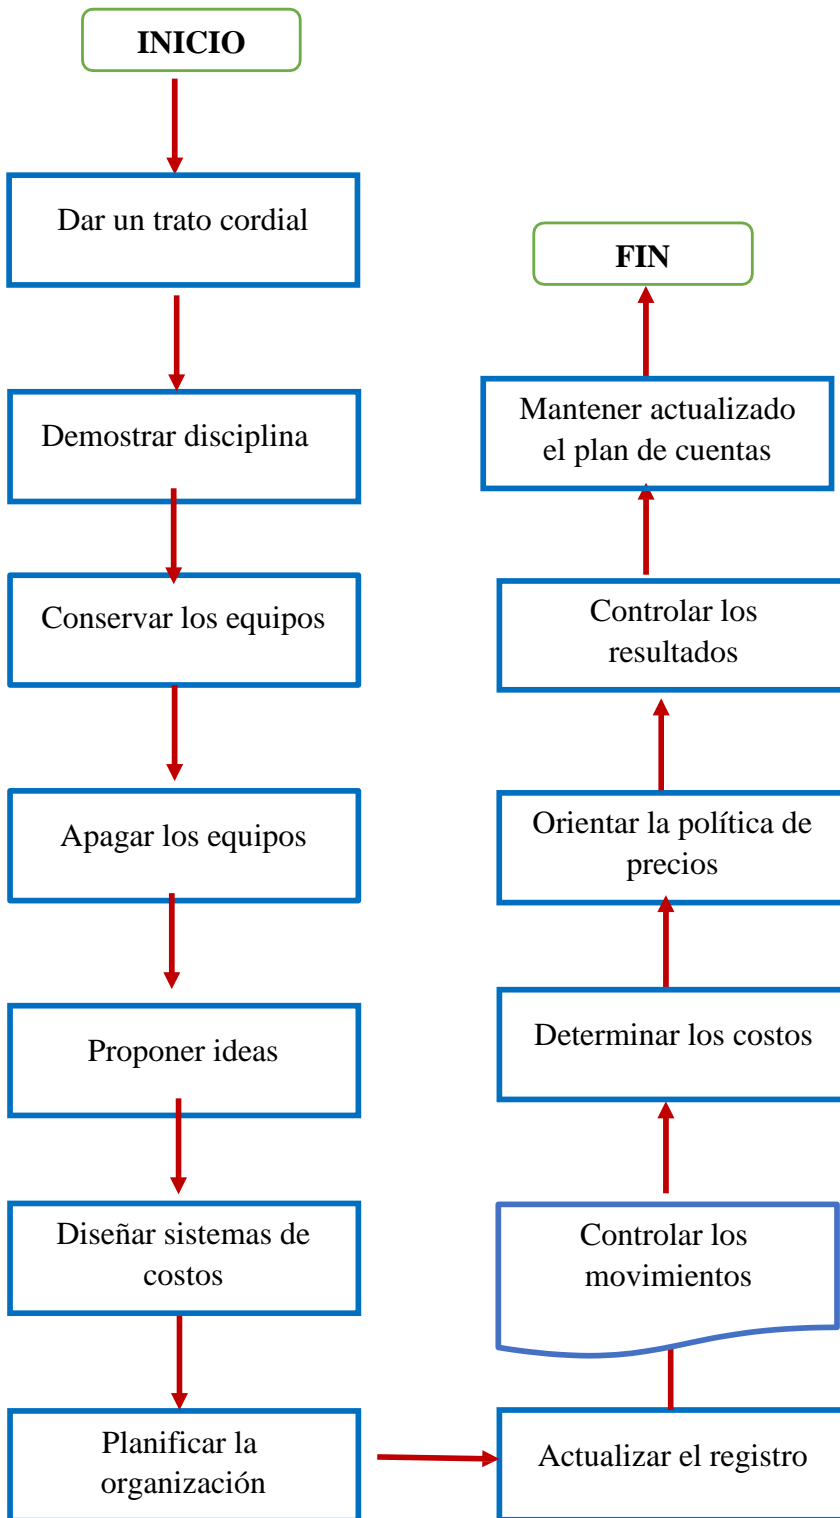 INICIO
Dar un trato cordial
Demostrar disciplina
Conservar los equipos
Apagar los equipos
Proponer ideas
Diseñar sistemas de
costos
Planificar la
organización
Actualizar el registro
Controlar los
movimientos
Determinar los costos
Orientar la política de
precios
Controlar los
resultados
Mantener actualizado
el plan de cuentas
FIN